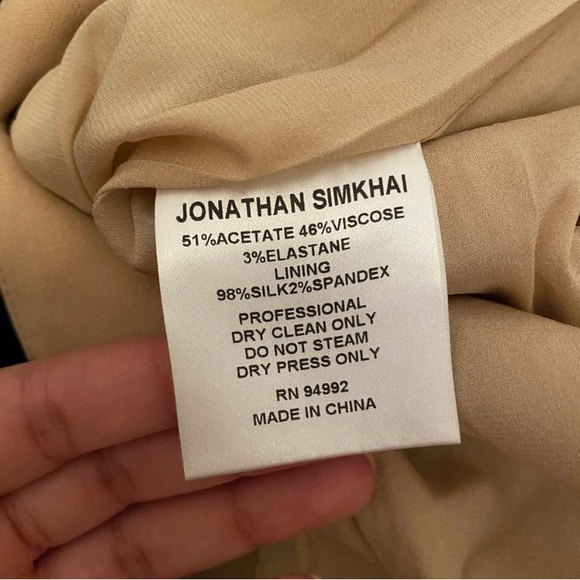 JONATHAN SIMKHAI
51%ACETATE 46%VISCOSE
3%ELASTANE
LINING
98%SILK2%SPANDEX
PROFESSIONAL
DRY CLEAN ONLY
DO NOT STEAM
DRY PRESS ONLY
RN 94992
MADE IN CHINA